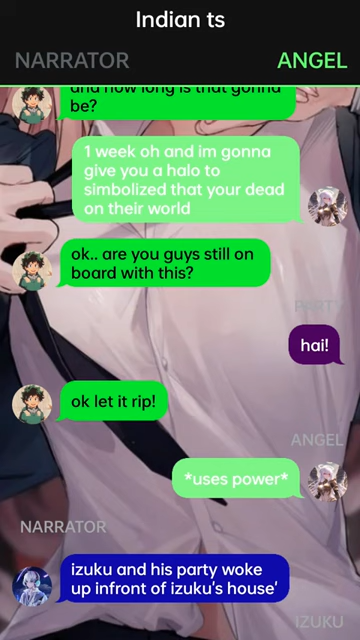 Indian ts
NARRATOR
ANGEL
and how long is that gonna
be?
1 week oh and im gonna
give you a halo to
simbolized that your dead
on their world
ok.. are you guys still on
board with this?
PARTY
hai!
ok let it rip!
ANGEL
*uses power*
NARRATOR
izuku and his party woke
up infront of izuku's house'
IZUKU